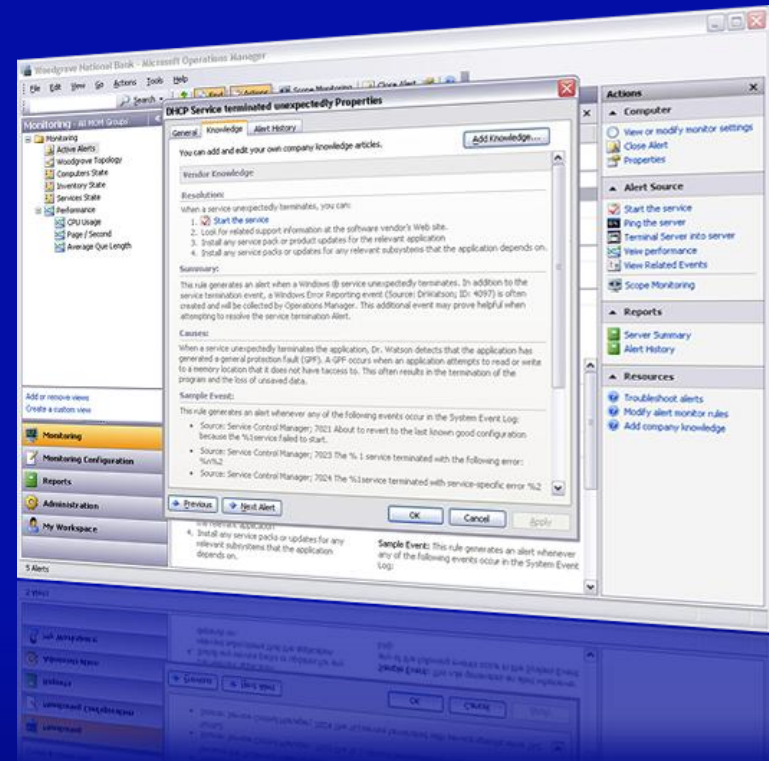 Woodgrove National Bank - Microsoft Operations Manager
File Edit View Go Actions Tools Help
Search Find Actions Scope Monitoring Close Alert
Monitoring - All MOM Groups
Monitoring
Active Alerts
Woodgrove Topology
Computers State
Inventory State
Services State
Performance
CPU Usage
Page / Second
Average Que Length
Add or remove views
Create a custom view
Monitoring
Monitoring Configuration
Reports
Administration
My Workspace
5 Alerts
DHCP Service terminated unexpectedly Properties
General Knowledge Alert History
You can add and edit your own company knowledge articles.
Add Knowledge...
Vendor Knowledge
Resolution:
When a service unexpectedly terminates, you can:
1. Start the service
2. Look for related support information at the software vendor's Web site.
3. Install any service pack or product updates for the relevant application
4. Install any service packs or updates for any relevant subsystems that the application depends on.
Summary:
This rule generates an alert when a Windows ® service unexpectedly terminates. In addition to the
service termination event, a Windows Error Reporting event (Source: DrWatson; ID: 4097) is often
created and will be collected by Operations Manager. This additional event may prove helpful when
attempting to resolve the service termination Alert.
Causes:
When a service unexpectedly terminates the application, Dr. Watson detects that the application has
generated a general protection fault (GPF). A GPF occurs when an application attempts to read or write
to a memory location that it does not have taccess to. This often results in the termination of the
program and the loss of unsaved data.
Sample Event:
This rule generates an alert whenever any of the following events occur in the System Event Log:
• Source: Service Control Manager; 7021 About to revert to the last known good configuration
because the %1service failed to start.
• Source: Service Control Manager; 7023 The % 1 service terminated with the following error:
%n%2
• Source: Service Control Manager; 7024 The %1service terminated with service-specific error %2
Previous Next Alert
OK Cancel Apply
the relevant application
4. Install any service packs or updates for any
relevant subsystems that the application
depends on.
Sample Event: This rule generates an alert whenever
any of the following events occur in the System Event
Log:
Actions
Computer
View or modify monitor settings
Close Alert
Properties
Alert Source
Start the service
Ping the server
Terminal Server into server
Veiw performance
View Related Events
Scope Monitoring
Reports
Server Summary
Alert History
Resources
Troubleshoot alerts
Modify alert monitor rules
Add company knowledge